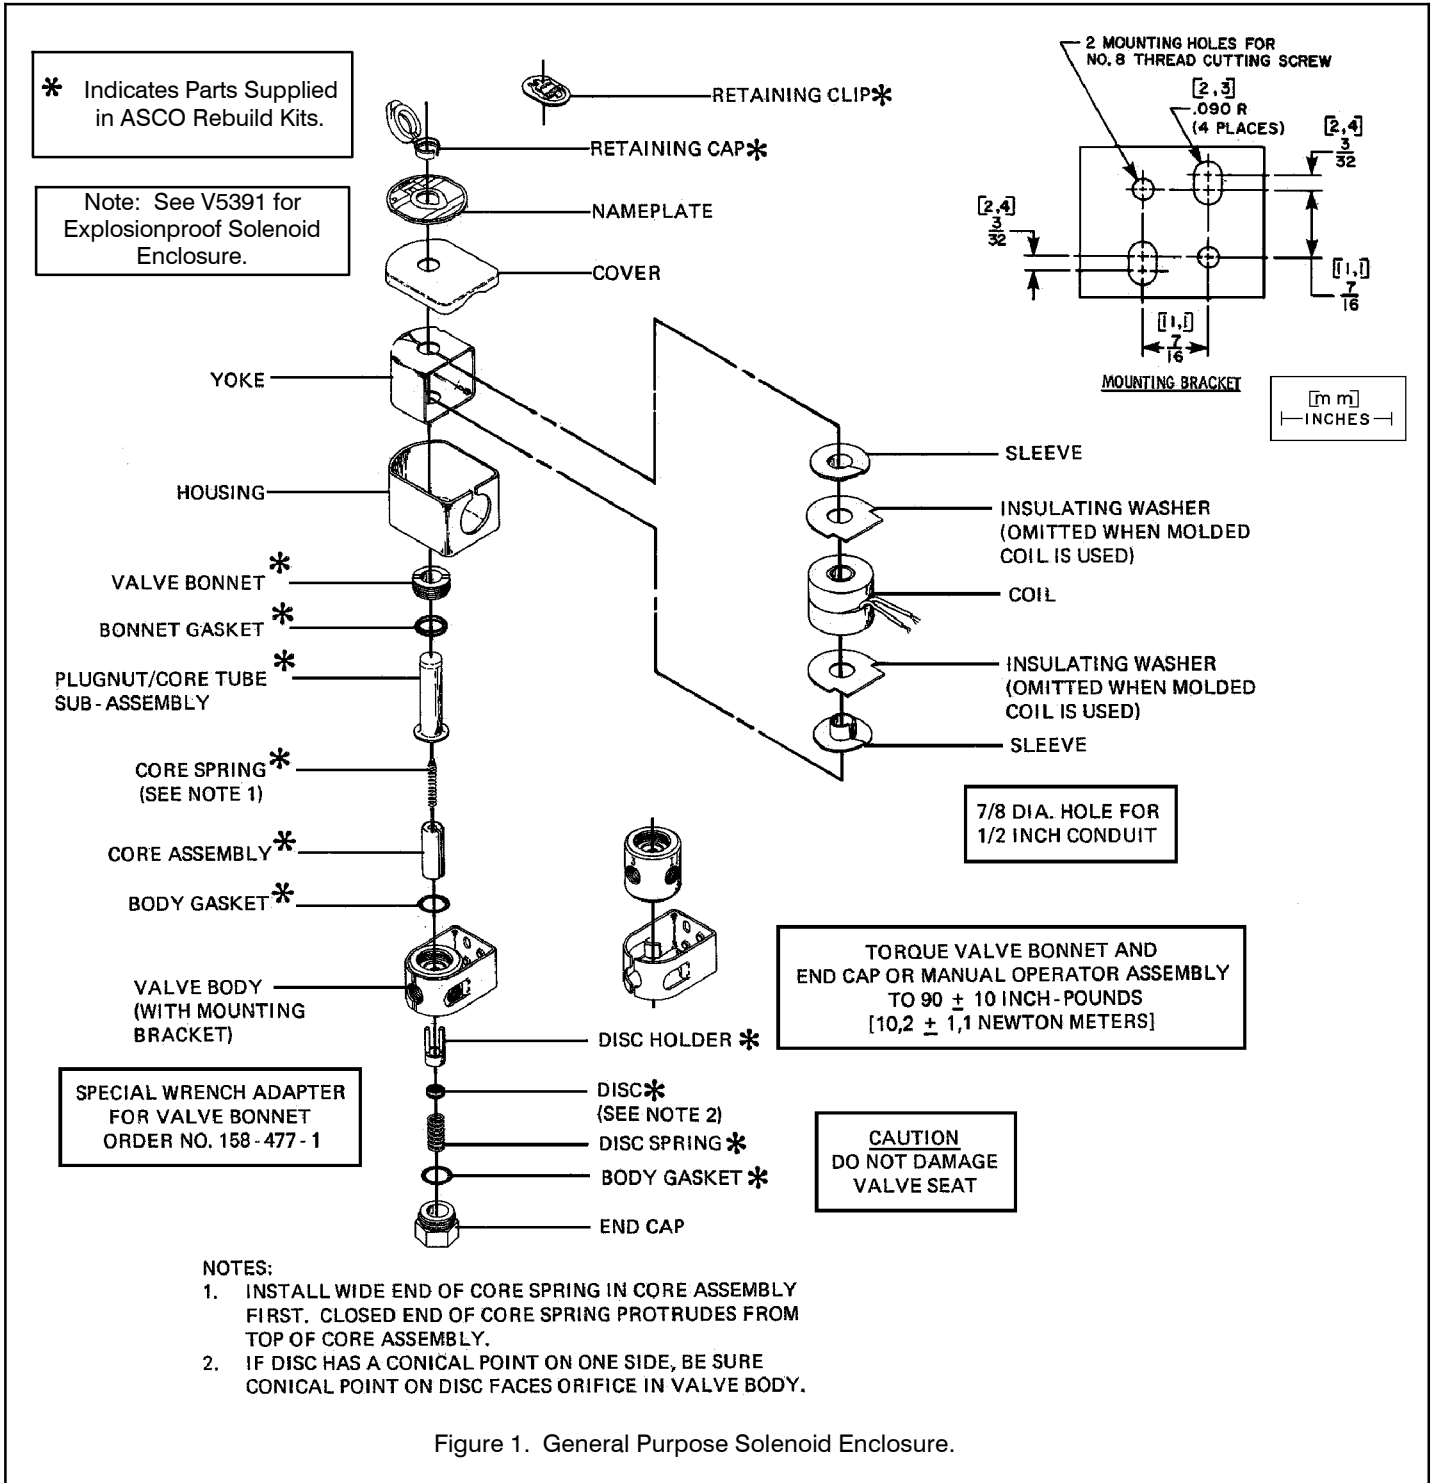 * Indicates Parts Supplied
in ASCO Rebuild Kits.
Note: See V5391 for
Explosionproof Solenoid
Enclosure.
RETAINING CLIP*
RETAINING CAP*
NAMEPLATE
COVER
YOKE
HOUSING
VALVE BONNET*
BONNET GASKET*
PLUGNUT/CORE TUBE*
SUB-ASSEMBLY
CORE SPRING*
(SEE NOTE 1)
CORE ASSEMBLY*
BODY GASKET*
VALVE BODY
(WITH MOUNTING
BRACKET)
DISC HOLDER*
DISC*
(SEE NOTE 2)
DISC SPRING*
BODY GASKET*
END CAP
SPECIAL WRENCH ADAPTER
FOR VALVE BONNET
ORDER NO. 158-477-1
2 MOUNTING HOLES FOR
NO. 8 THREAD CUTTING SCREW
[2,3]
.090 R
(4 PLACES)
[2,4]
3
32
[2,4]
3
32
[11,1]
7
16
[11,1]
7
16
MOUNTING BRACKET
[mm]
INCHES
SLEEVE
INSULATING WASHER
(OMITTED WHEN MOLDED
COIL IS USED)
COIL
INSULATING WASHER
(OMITTED WHEN MOLDED
COIL IS USED)
SLEEVE
7/8 DIA. HOLE FOR
1/2 INCH CONDUIT
TORQUE VALVE BONNET AND
END CAP OR MANUAL OPERATOR ASSEMBLY
TO 90 ± 10 INCH-POUNDS
[10,2 ± 1,1 NEWTON METERS]
CAUTION
DO NOT DAMAGE
VALVE SEAT
NOTES:
1. INSTALL WIDE END OF CORE SPRING IN CORE ASSEMBLY
FIRST. CLOSED END OF CORE SPRING PROTRUDES FROM
TOP OF CORE ASSEMBLY.
2. IF DISC HAS A CONICAL POINT ON ONE SIDE, BE SURE
CONICAL POINT ON DISC FACES ORIFICE IN VALVE BODY.
Figure 1. General Purpose Solenoid Enclosure.